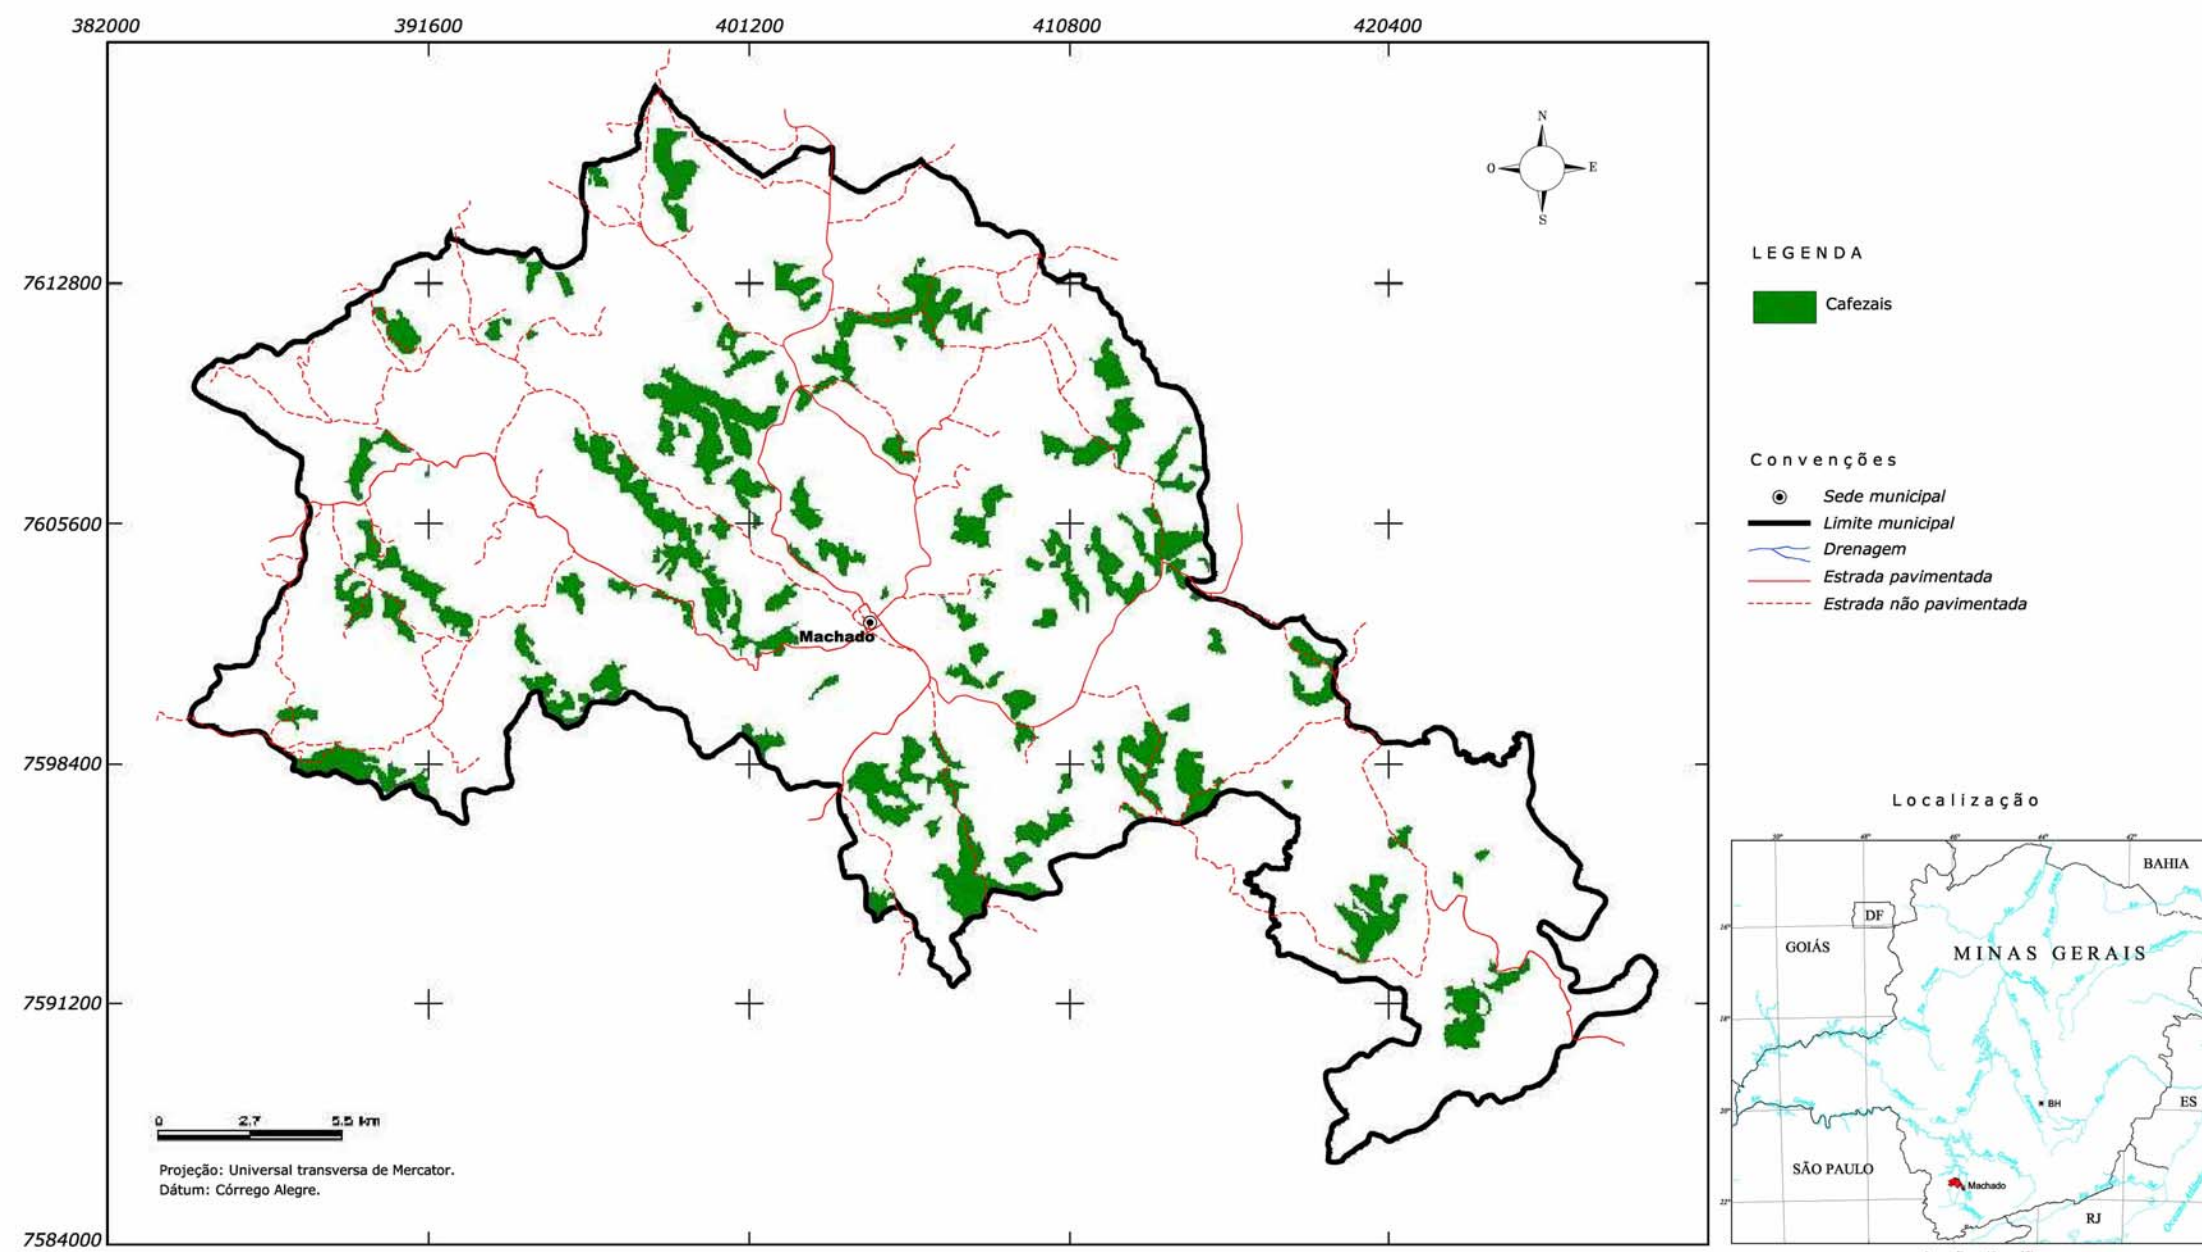 382000 391600 401200 410800 420400
7612800
7605600
7598400
7591200
7584000
N
O E
S
Machado
0 2.7 5.5 km
Projeção: Universal transversa de Mercator.
Dátum: Córrego Alegre.
LEGENDA
Cafezais
Convenções
Sede municipal
Limite municipal
Drenagem
Estrada pavimentada
Estrada não pavimentada
Localização
BAHIA
DF
GOIÁS
MINAS GERAIS
BH
ES
SÃO PAULO
Machado
RJ